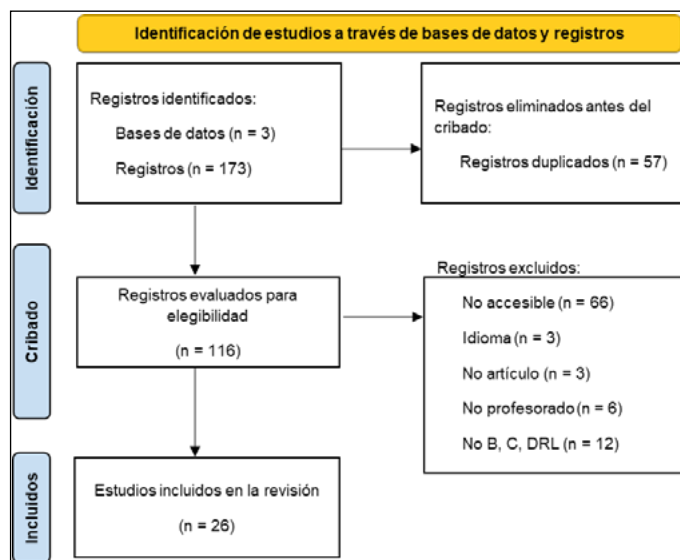 Identificación de estudios a través de bases de datos y registros
Identificación
Registros identificados:
Bases de datos (n = 3)
Registros (n = 173)
Registros eliminados antes del
cribado:
Registros duplicados (n = 57)
Cribado
Registros evaluados para
elegibilidad
(n = 116)
Registros excluidos:
No accesible (n = 66)
Idioma (n = 3)
No artículo (n = 3)
No profesorado (n = 6)
No B, C, DRL (n = 12)
Incluidos
Estudios incluidos en la revisión
(n = 26)